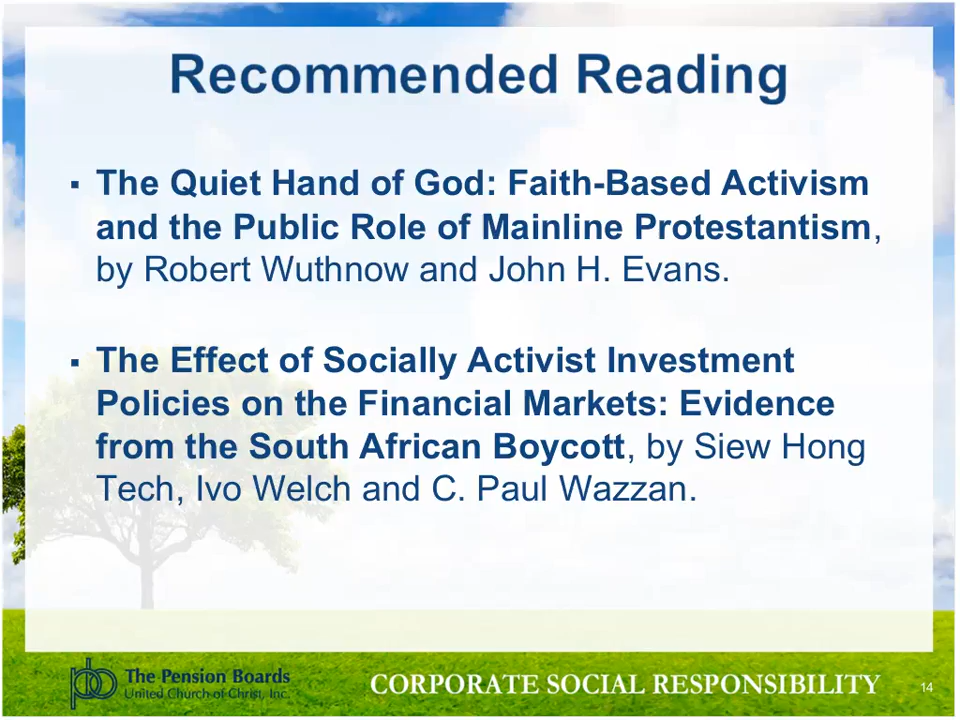 Recommended Reading
▪ The Quiet Hand of God: Faith-Based Activism
and the Public Role of Mainline Protestantism,
by Robert Wuthnow and John H. Evans.
▪ The Effect of Socially Activist Investment
Policies on the Financial Markets: Evidence
from the South African Boycott, by Siew Hong
Tech, Ivo Welch and C. Paul Wazzan.
pbo The Pension Boards
United Church of Christ, Inc.
CORPORATE SOCIAL RESPONSIBILITY
14